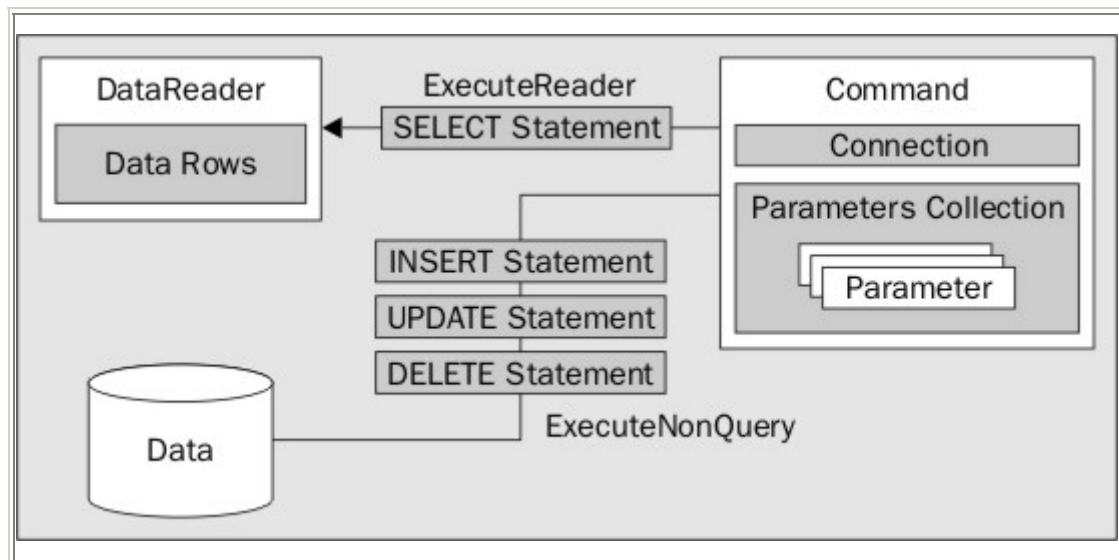 DataReader
Data Rows
ExecuteReader
SELECT Statement
Command
Connection
Parameters Collection
Parameter
INSERT Statement
UPDATE Statement
DELETE Statement
ExecuteNonQuery
Data